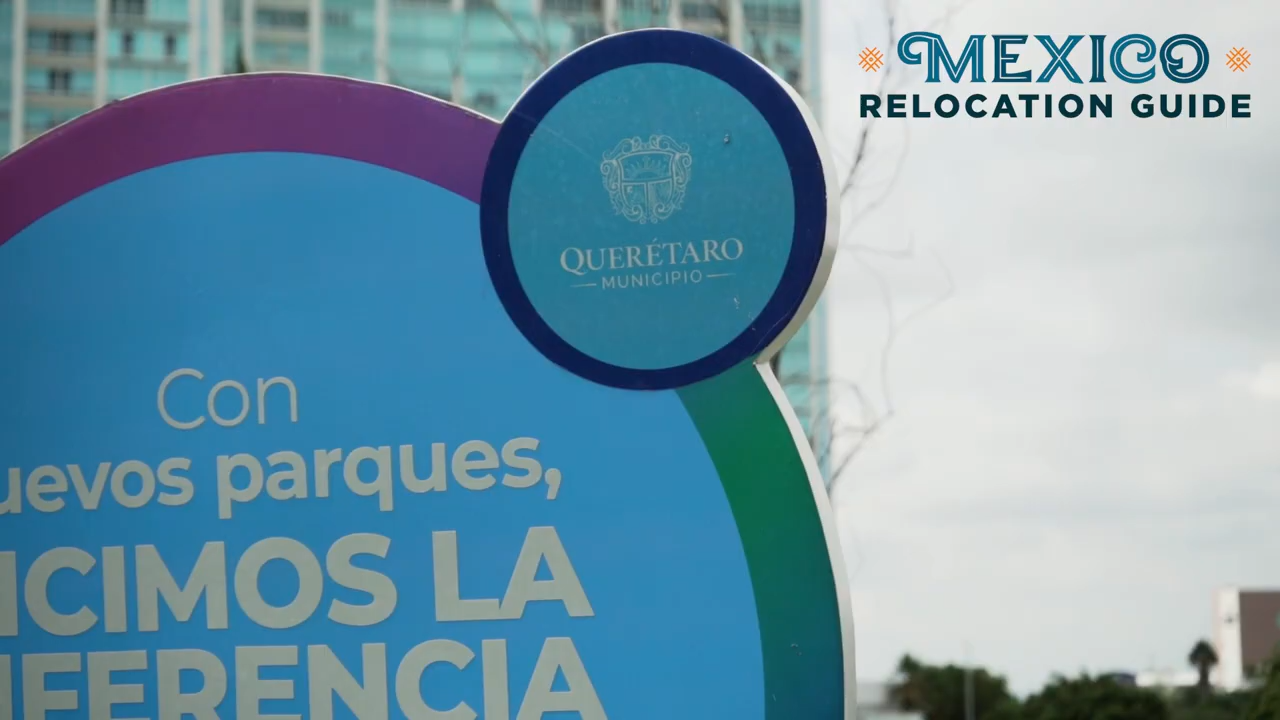 MEXICO
RELOCATION GUIDE
QUERÉTARO
MUNICIPIO
Con
uevos parques,
ICIMOS LA
IFERENCIA